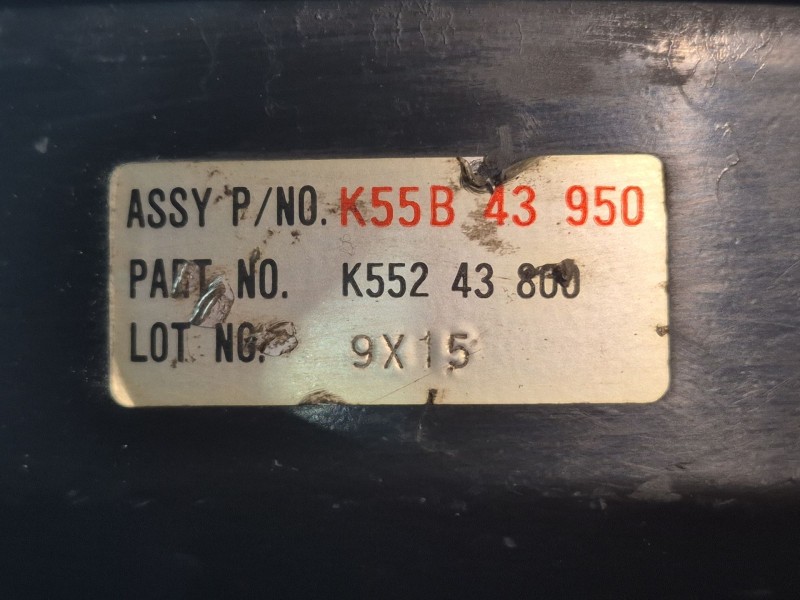 ASSY P/NO. K55B 43 950
PART NO. K552 43 800
LOT NO. 9X15